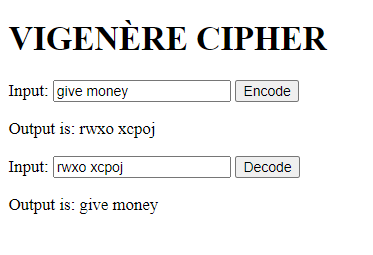 VIGENÈRE CIPHER
Input: give money Encode
Output is: rwxo xcpoj
Input: rwxo xcpoj Decode
Output is: give money